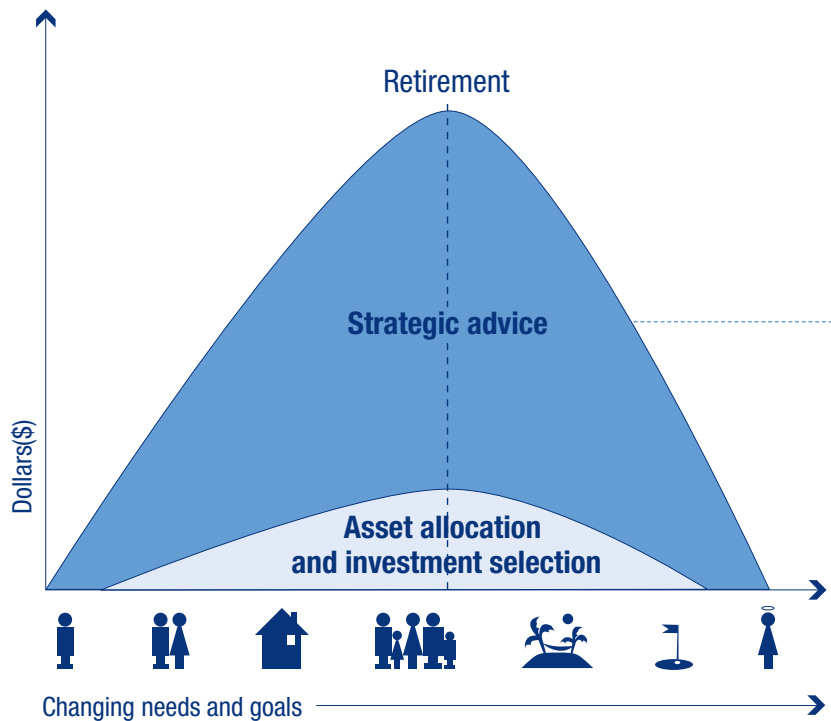 Retirement
Strategic advice
Dollars($)
Asset allocation
and investment selection
Changing needs and goals